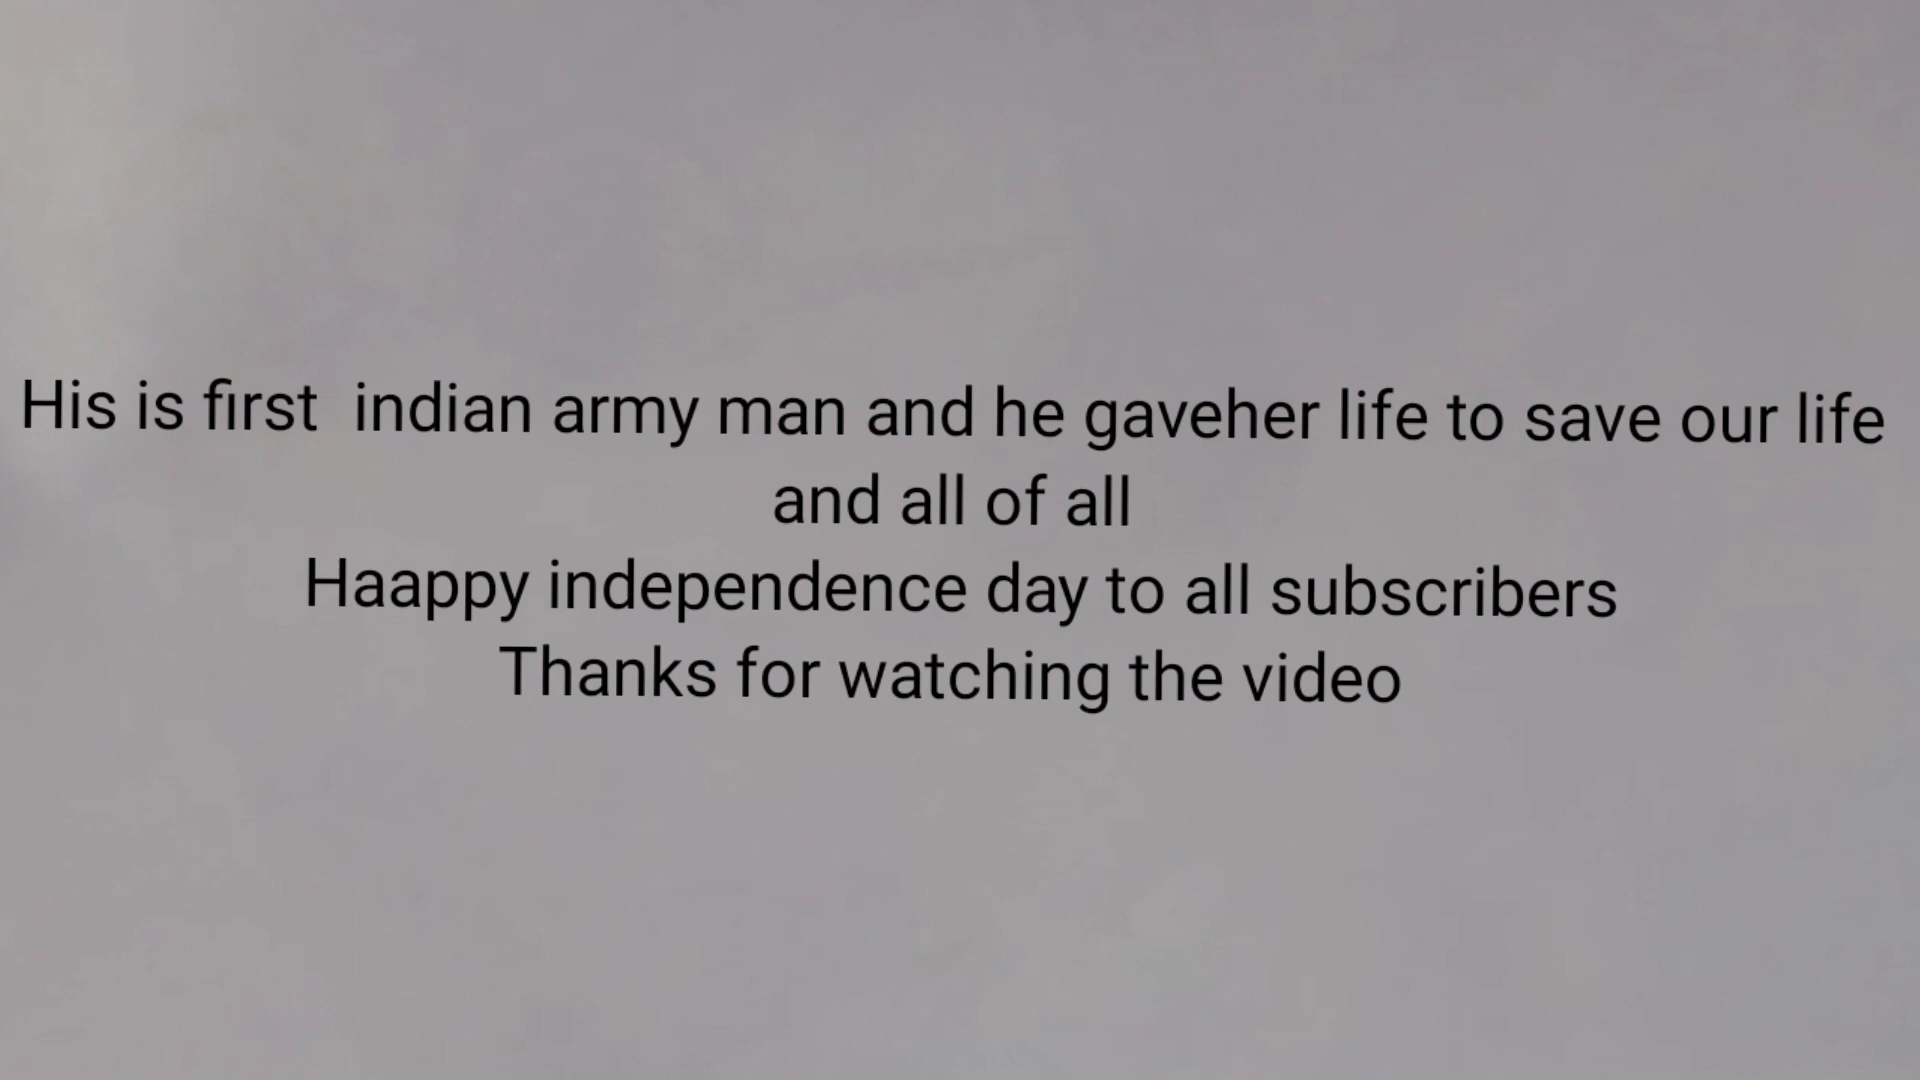 His is first  indian army man and he gaveher life to save our life
and all of all
Haappy independence day to all subscribers
Thanks for watching the video